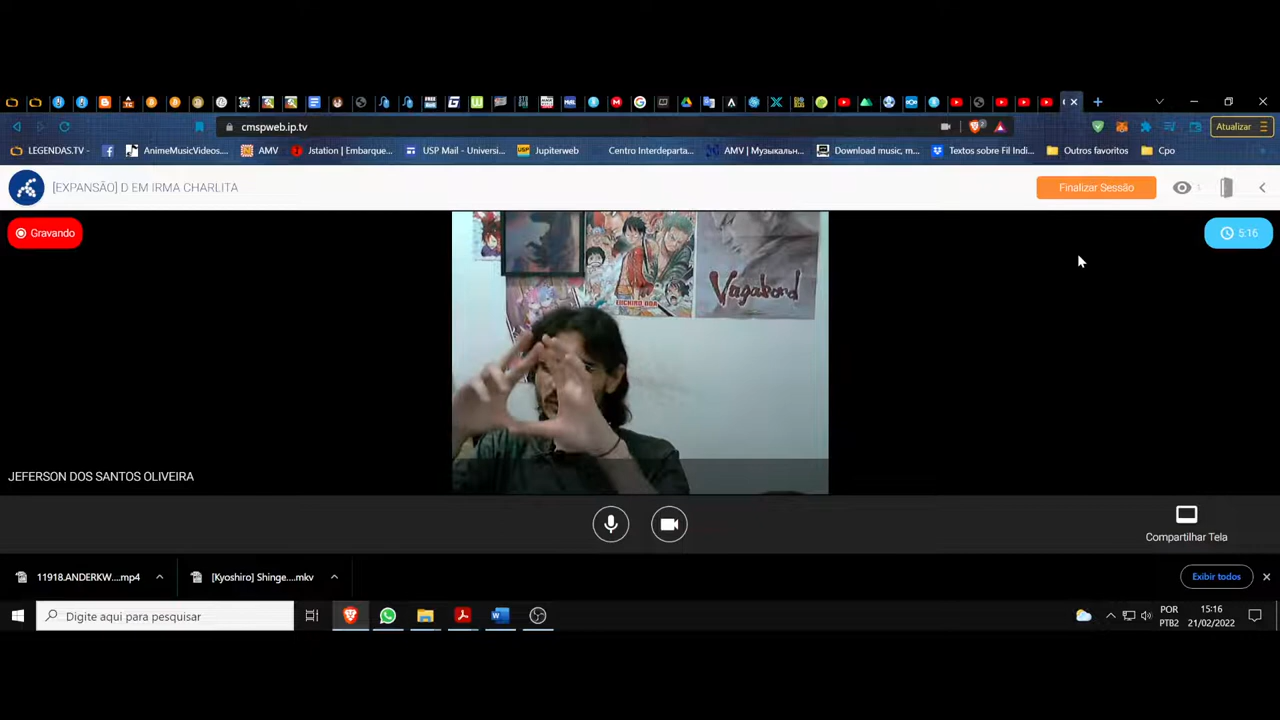 cmspweb.ip.tv
Atualizar
LEGENDAS.TV -
AnimeMusicVideos....
AMV
Jstation | Embarque...
USP Mail - Universi...
Jupiterweb
Centro Interdeparta...
AMV | Музыкальн...
Download music, m...
Textos sobre Fil Indi...
Outros favoritos
Cpo
[EXPANSÃO] D EM IRMA CHARLITA
Finalizar Sessão
Gravando
5:16
Vagabond
JEFERSON DOS SANTOS OLIVEIRA
Compartilhar Tela
11918.ANDERKW....mp4
[Kyoshiro] Shinge....mkv
Exibir todos
Digite aqui para pesquisar
POR
PTB2
15:16
21/02/2022